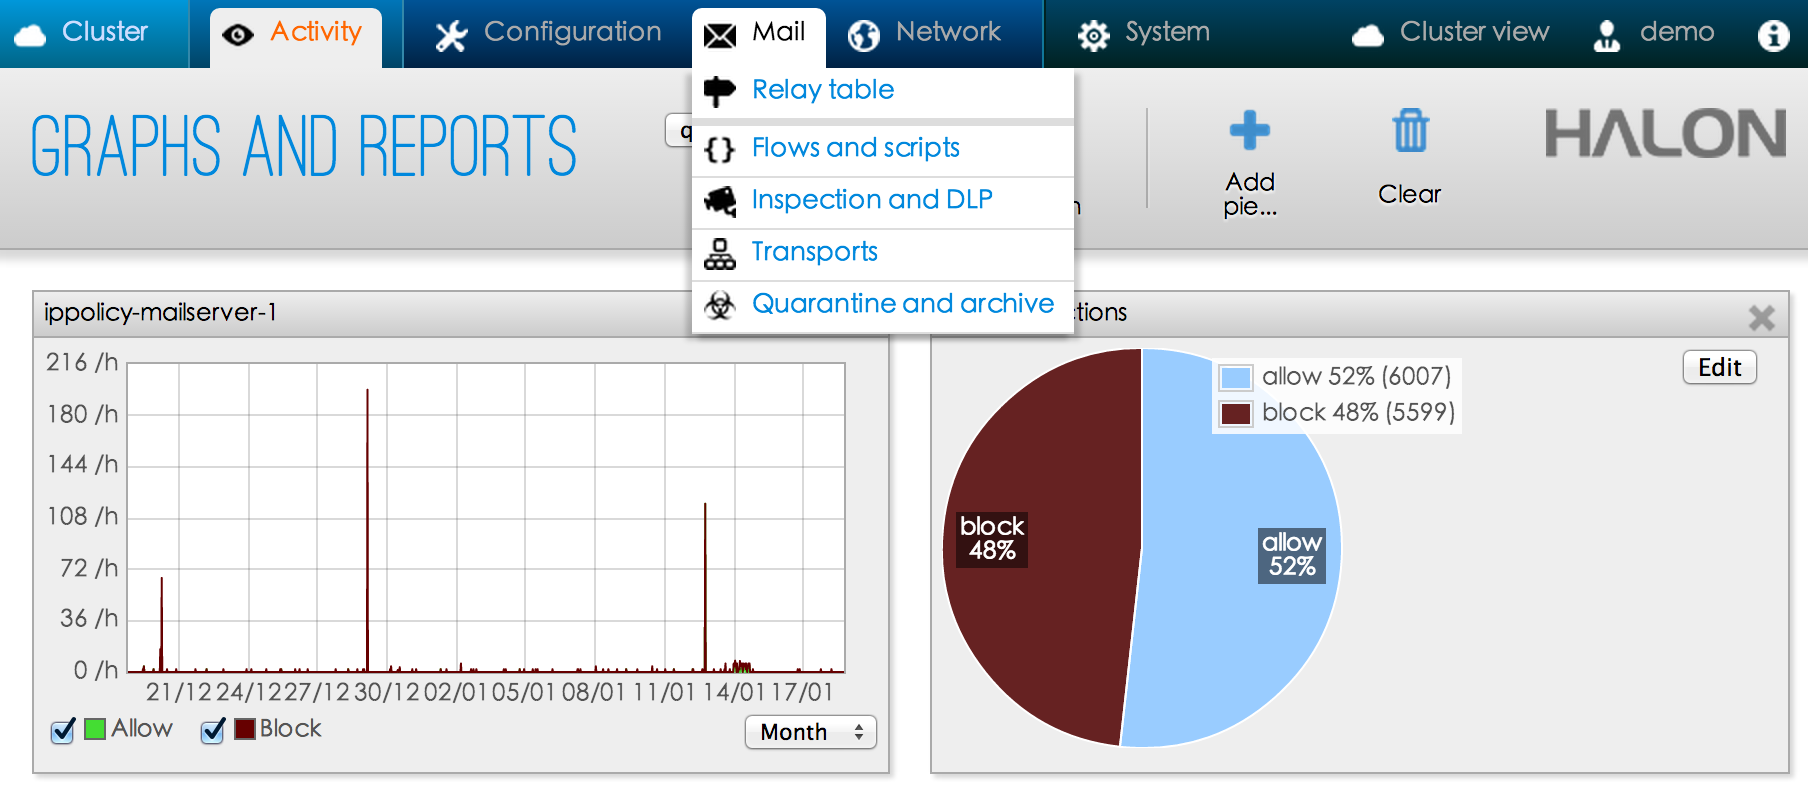 Cluster
Activity
Configuration
Mail
Network
System
Cluster view
demo
Relay table
Flows and scripts
Inspection and DLP
Transports
Quarantine and archive
GRAPHS AND REPORTS
Add
pie...
Clear
HALON
ippolicy-mailserver-1
216 /h
180 /h
144 /h
108 /h
72 /h
36 /h
0 /h
21/12 24/12 27/12 30/12 02/01 05/01 08/01 11/01 14/01 17/01
Allow
Block
Month
Edit
allow 52% (6007)
block 48% (5599)
block
48%
allow
52%